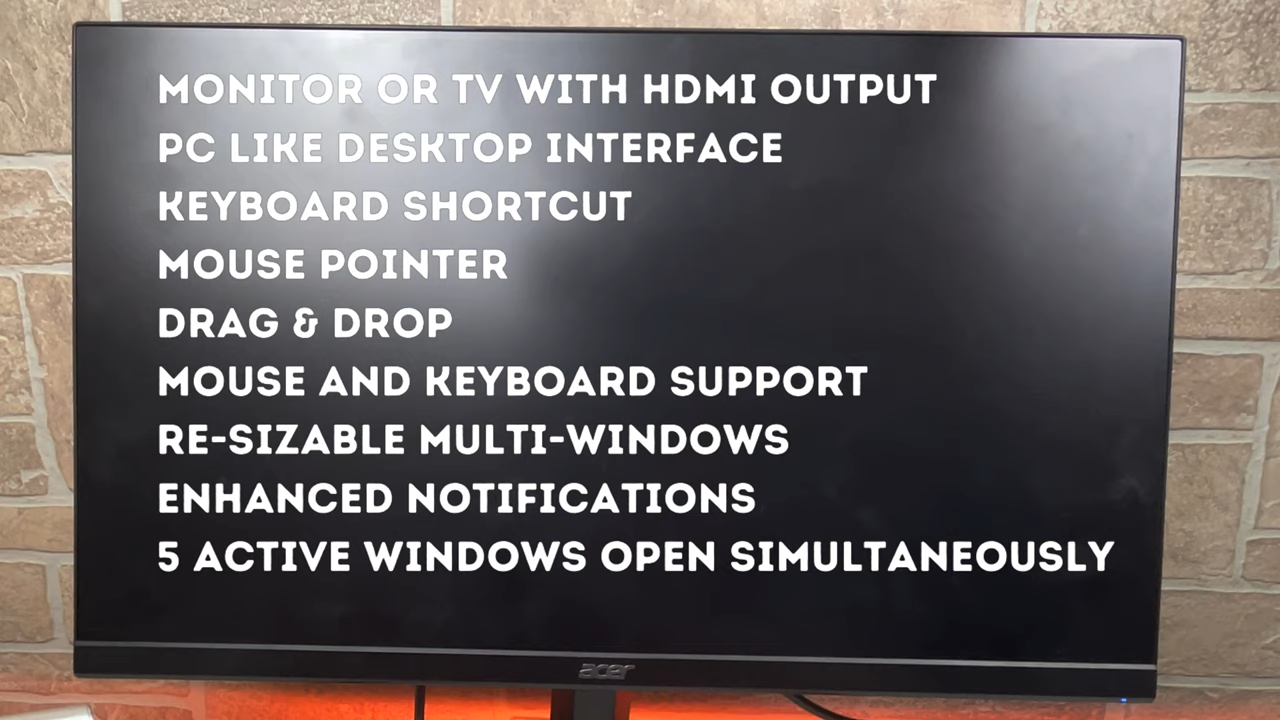 MONITOR OR TV WITH HDMI OUTPUT
PC LIKE DESKTOP INTERFACE
KEYBOARD SHORTCUT
MOUSE POINTER
DRAG & DROP
MOUSE AND KEYBOARD SUPPORT
RE-SIZABLE MULTI-WINDOWS
ENHANCED NOTIFICATIONS
5 ACTIVE WINDOWS OPEN SIMULTANEOUSLY
acer